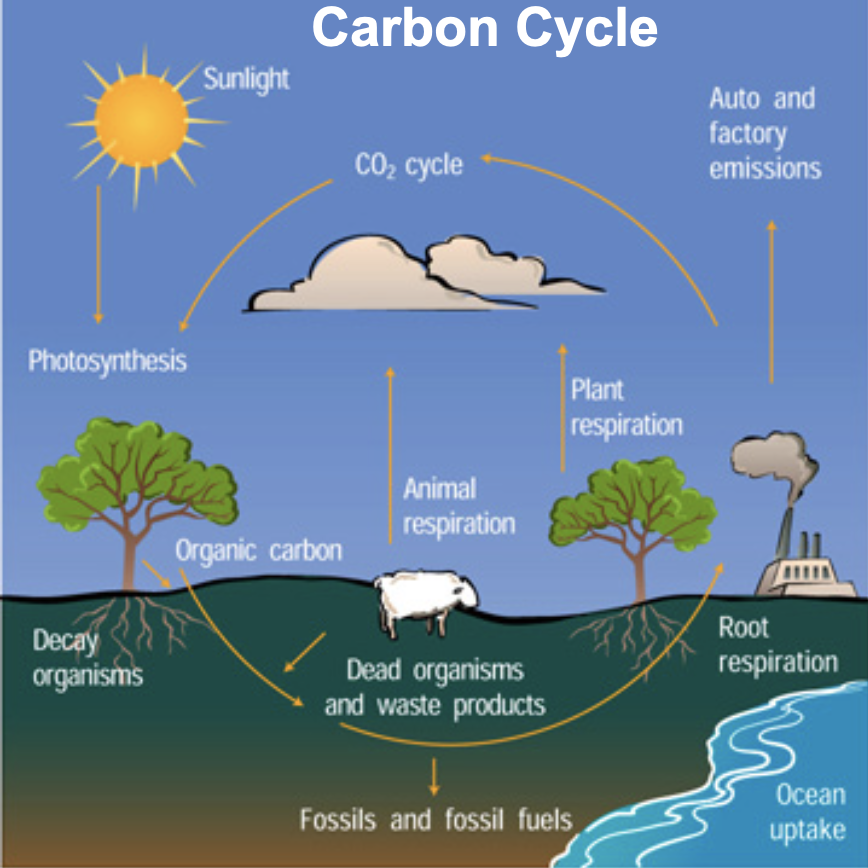 Carbon Cycle
Sunlight
Auto and
factory
emissions
CO₂ cycle
Photosynthesis
Plant
respiration
Animal
respiration
Organic carbon
Decay
organisms
Root
respiration
Dead organisms
and waste products
Ocean
uptake
Fossils and fossil fuels